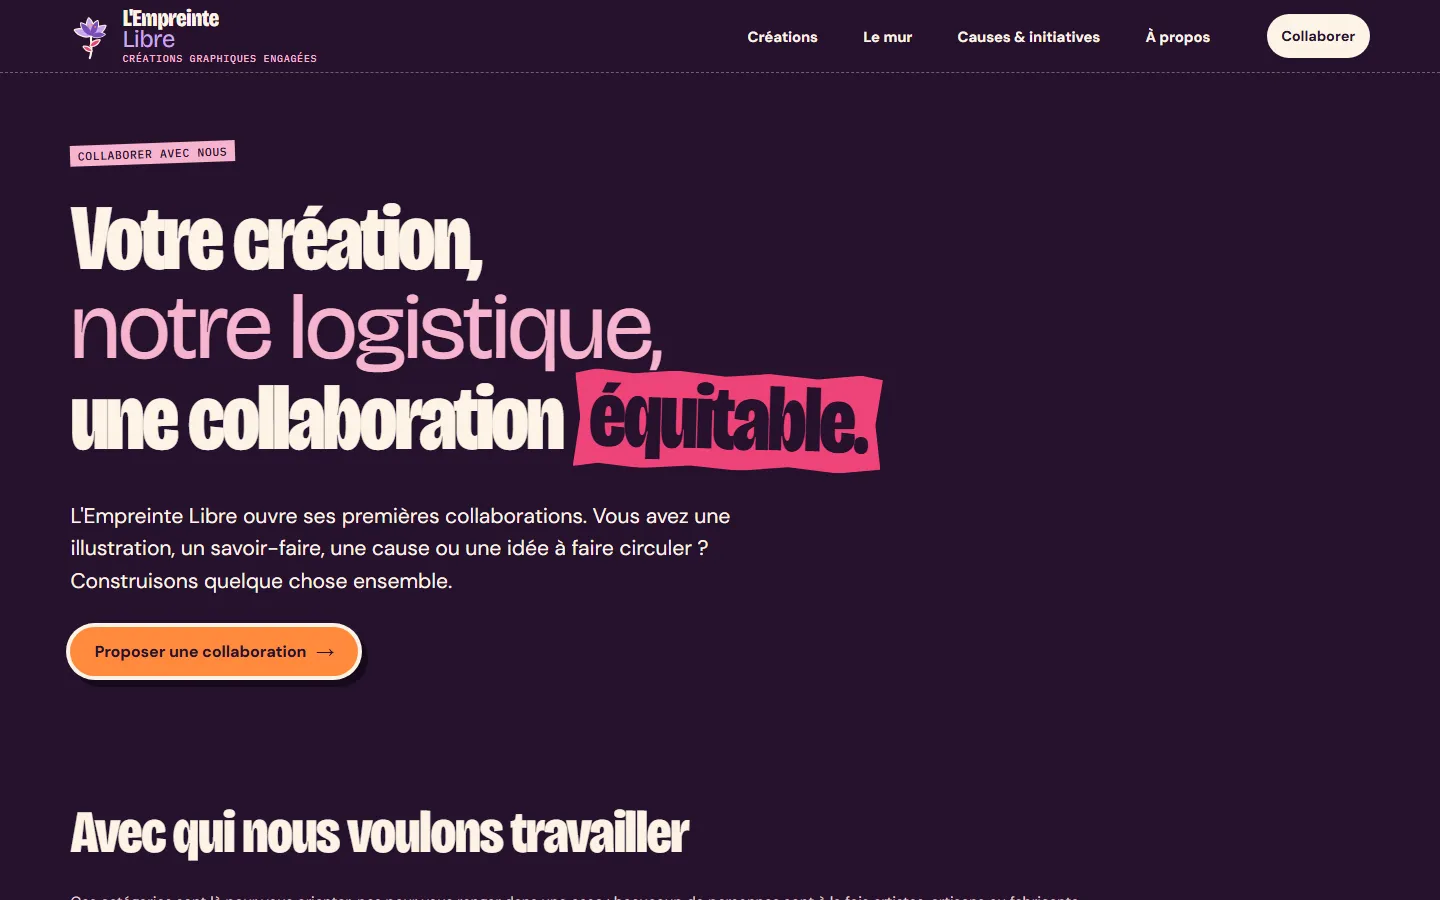 L'Empreinte
Libre
CRÉATIONS GRAPHIQUES ENGAGÉES
Créations
Le mur
Causes & initiatives
À propos
Collaborer
COLLABORER AVEC NOUS
Votre création,
notre logistique,
une collaboration équitable.
L'Empreinte Libre ouvre ses premières collaborations. Vous avez une
illustration, un savoir-faire, une cause ou une idée à faire circuler ?
Construisons quelque chose ensemble.
Proposer une collaboration →
Avec qui nous voulons travailler